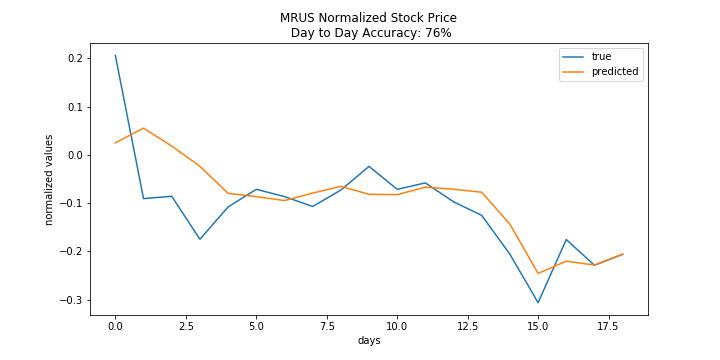 MRUS Normalized Stock Price
Day to Day Accuracy: 76%
true
predicted
0.2
0.1
0.0
−0.1
−0.2
−0.3
normalized values
0.0 2.5 5.0 7.5 10.0 12.5 15.0 17.5
days